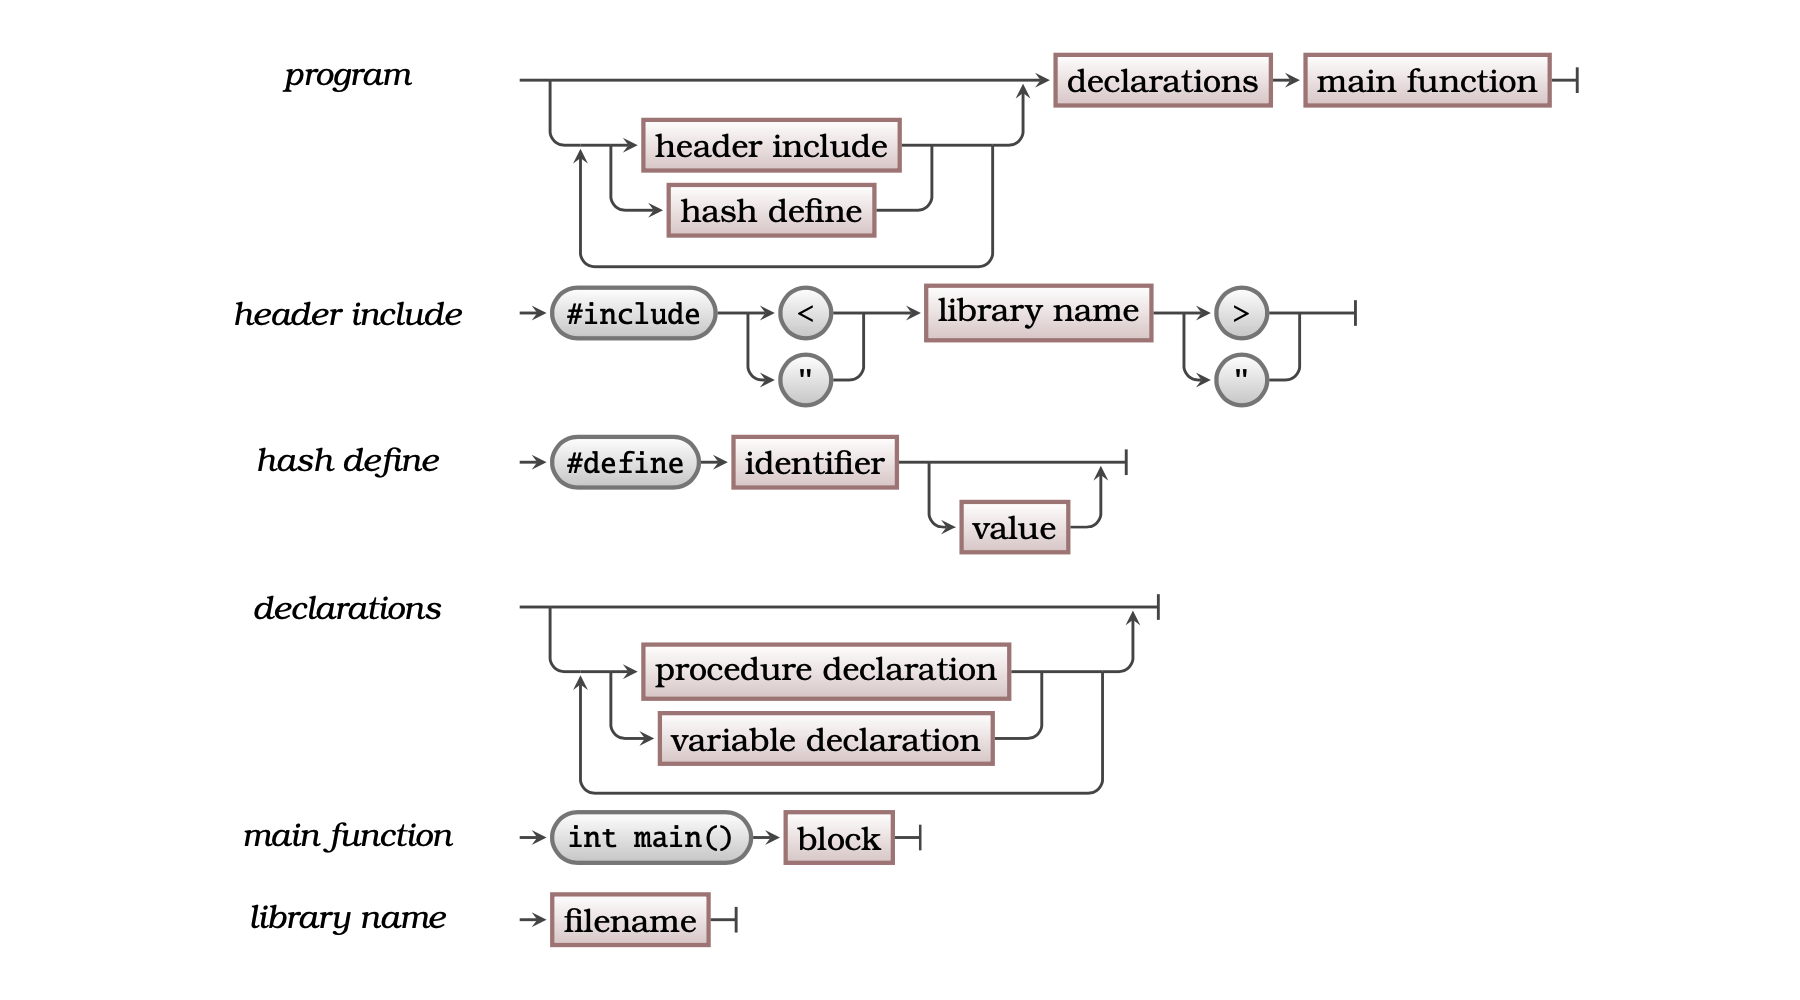 program declarations main function
header include
hash define
header include #include < library name >
" "
hash define #define identifier
value
declarations
procedure declaration
variable declaration
main function int main() block
library name filename